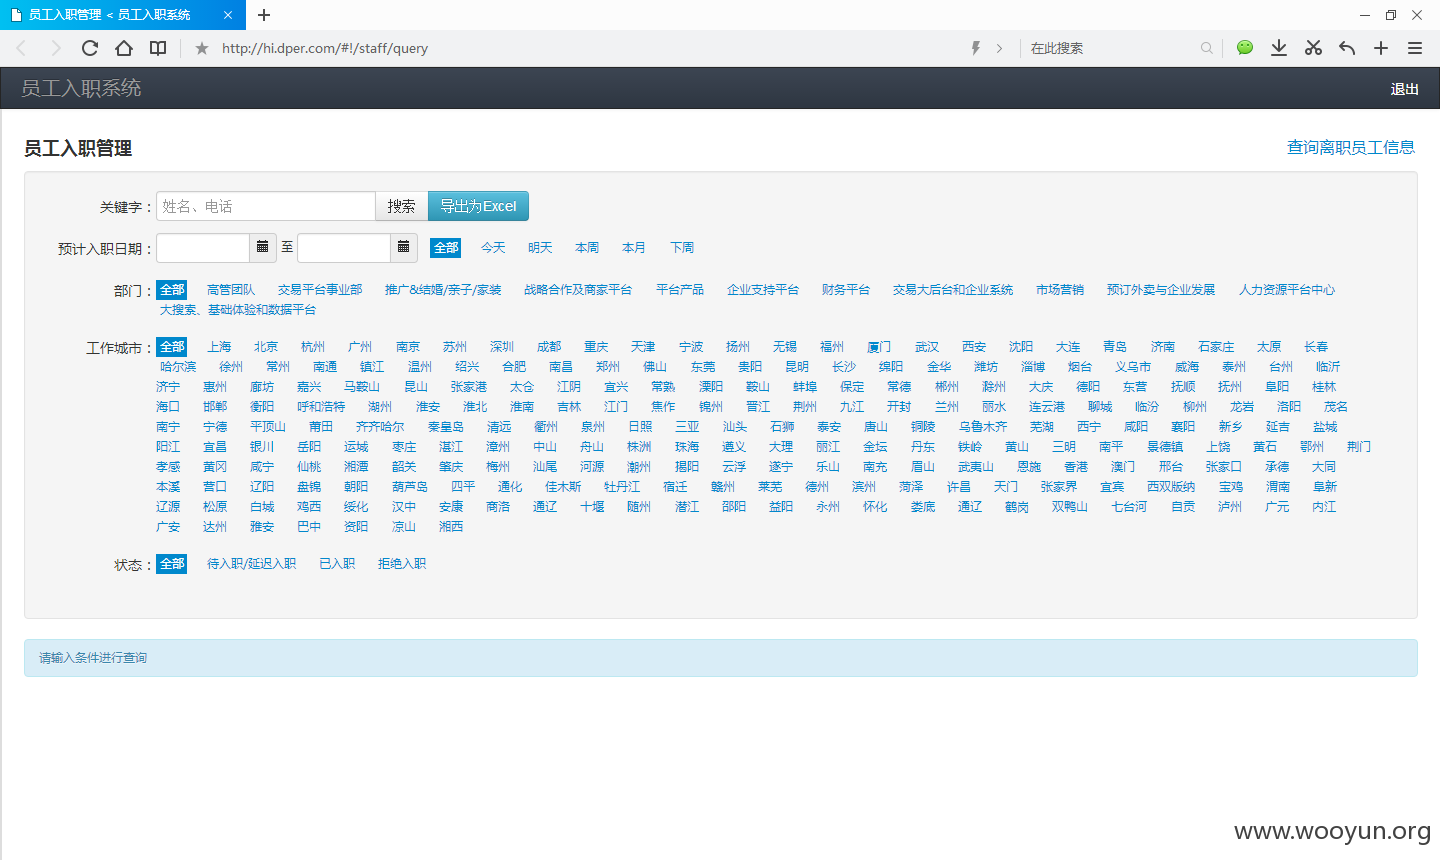 员工入职管理 < 员工入职系统
http://hi.dper.com/#!/staff/query 在此搜索
员工入职系统 退出
员工入职管理 查询离职员工信息
关键字： 姓名、电话 搜索 导出为Excel
预计入职日期： 至 全部 今天 明天 本周 本月 下周
部门： 全部 高管团队 交易平台事业部 推广&结婚/亲子/家装 战略合作及商家平台 平台产品 企业支持平台 财务平台 交易大后台和企业系统 市场营销 预订外卖与企业发展 人力资源平台中心
大搜索、基础体验和数据平台
工作城市： 全部 上海 北京 杭州 广州 南京 苏州 深圳 成都 重庆 天津 宁波 扬州 无锡 福州 厦门 武汉 西安 沈阳 大连 青岛 济南 石家庄 太原 长春
哈尔滨 徐州 常州 南通 镇江 温州 绍兴 合肥 南昌 郑州 佛山 东莞 贵阳 昆明 长沙 绵阳 金华 潍坊 淄博 烟台 义乌市 威海 泰州 台州 临沂
济宁 惠州 廊坊 嘉兴 马鞍山 昆山 张家港 太仓 江阴 宜兴 常熟 溧阳 鞍山 蚌埠 保定 常德 郴州 滁州 大庆 德阳 东营 抚顺 抚州 阜阳 桂林
海口 邯郸 衡阳 呼和浩特 湖州 淮安 淮北 淮南 吉林 江门 焦作 锦州 晋江 荆州 九江 开封 兰州 丽水 连云港 聊城 临汾 柳州 龙岩 洛阳 茂名
南宁 宁德 平顶山 莆田 齐齐哈尔 秦皇岛 清远 衢州 泉州 日照 三亚 汕头 石狮 泰安 唐山 铜陵 乌鲁木齐 芜湖 西宁 咸阳 襄阳 新乡 延吉 盐城
阳江 宜昌 银川 岳阳 运城 枣庄 湛江 漳州 中山 舟山 株洲 珠海 遵义 大理 丽江 金坛 丹东 铁岭 黄山 三明 南平 景德镇 上饶 黄石 鄂州 荆门
孝感 黄冈 咸宁 仙桃 湘潭 韶关 肇庆 梅州 汕尾 河源 潮州 揭阳 云浮 遂宁 乐山 南充 眉山 武夷山 恩施 香港 澳门 邢台 张家口 承德 大同
本溪 营口 辽阳 盘锦 朝阳 葫芦岛 四平 通化 佳木斯 牡丹江 宿迁 赣州 莱芜 德州 滨州 菏泽 许昌 天门 张家界 宜宾 西双版纳 宝鸡 渭南 阜新
辽源 松原 白城 鸡西 绥化 汉中 安康 商洛 通辽 十堰 随州 潜江 邵阳 益阳 永州 怀化 娄底 通辽 鹤岗 双鸭山 七台河 自贡 泸州 广元 内江
广安 达州 雅安 巴中 资阳 凉山 湘西
状态： 全部 待入职/延迟入职 已入职 拒绝入职
请输入条件进行查询
www.wooyun.org